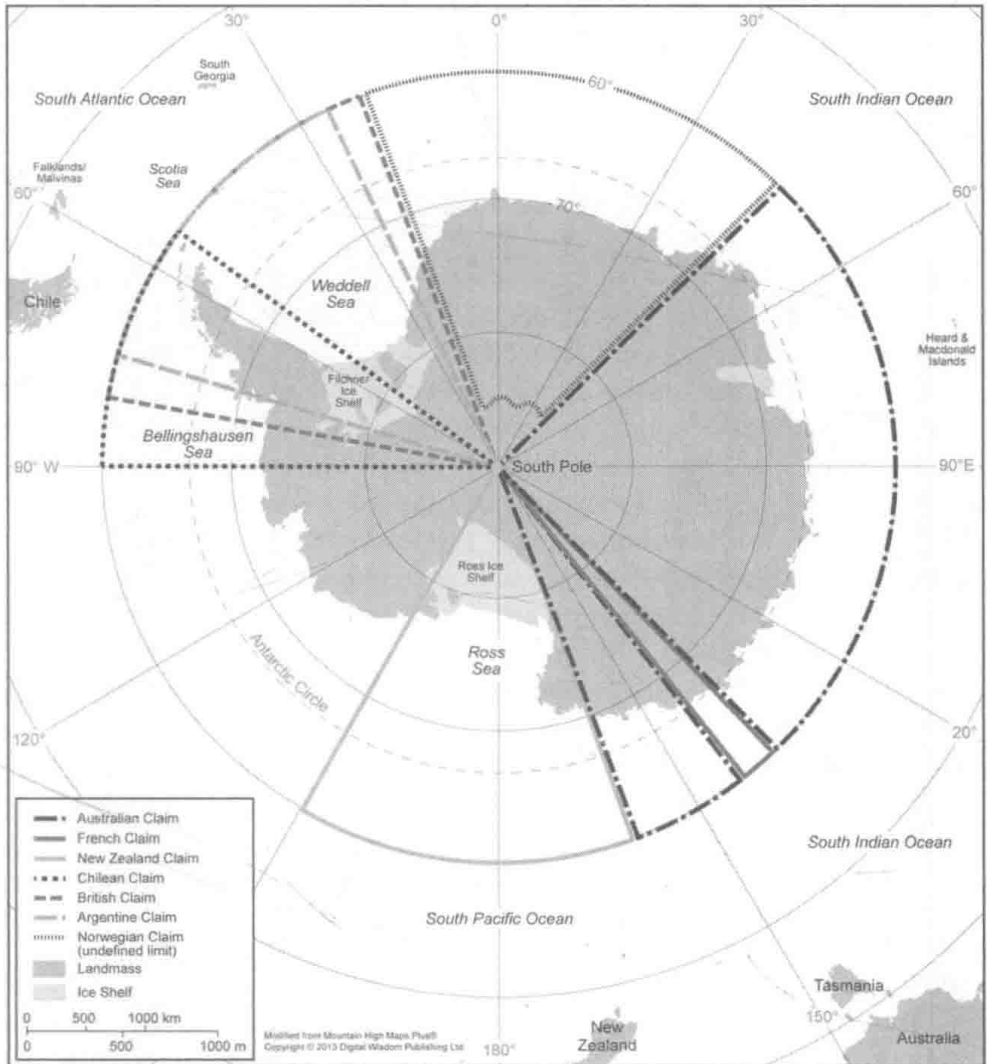 30°
0°
30°
South
Georgia
South Atlantic Ocean
60°
South Indian Ocean
Falklands/
Malvinas
Scotia
Sea
60°
60°
70°
Weddell
Sea
Chile
Heard &
Macdonald
Islands
Filchner
Ice
Shelf
Bellingshausen
Sea
90° W
South Pole
90°E
Ross Ice
Shelf
Ross
Sea
Antarctic Circle
120°
20°
Australian Claim
French Claim
New Zealand Claim
Chilean Claim
British Claim
Argentine Claim
Norwegian Claim
(undefined limit)
Landmass
Ice Shelf
0 500 1000 km
0 500 1000 m
South Indian Ocean
South Pacific Ocean
Tasmania
150°
New
Zealand
Australia
180°
Modified from Mountain High Maps Plus®
Copyright © 2013 Digital Wisdom Publishing Ltd